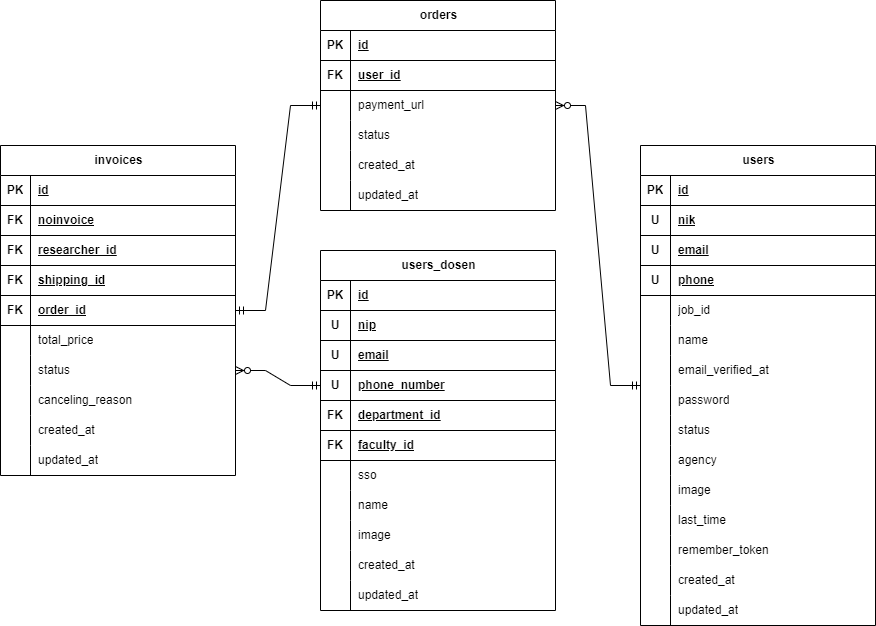 orders
PK id
FK user_id
payment_url
status
created_at
updated_at
invoices
PK id
FK noinvoice
FK researcher_id
FK shipping_id
FK order_id
total_price
status
canceling_reason
created_at
updated_at
users_dosen
PK id
U nip
U email
U phone_number
FK department_id
FK faculty_id
sso
name
image
created_at
updated_at
users
PK id
U nik
U email
U phone
job_id
name
email_verified_at
password
status
agency
image
last_time
remember_token
created_at
updated_at